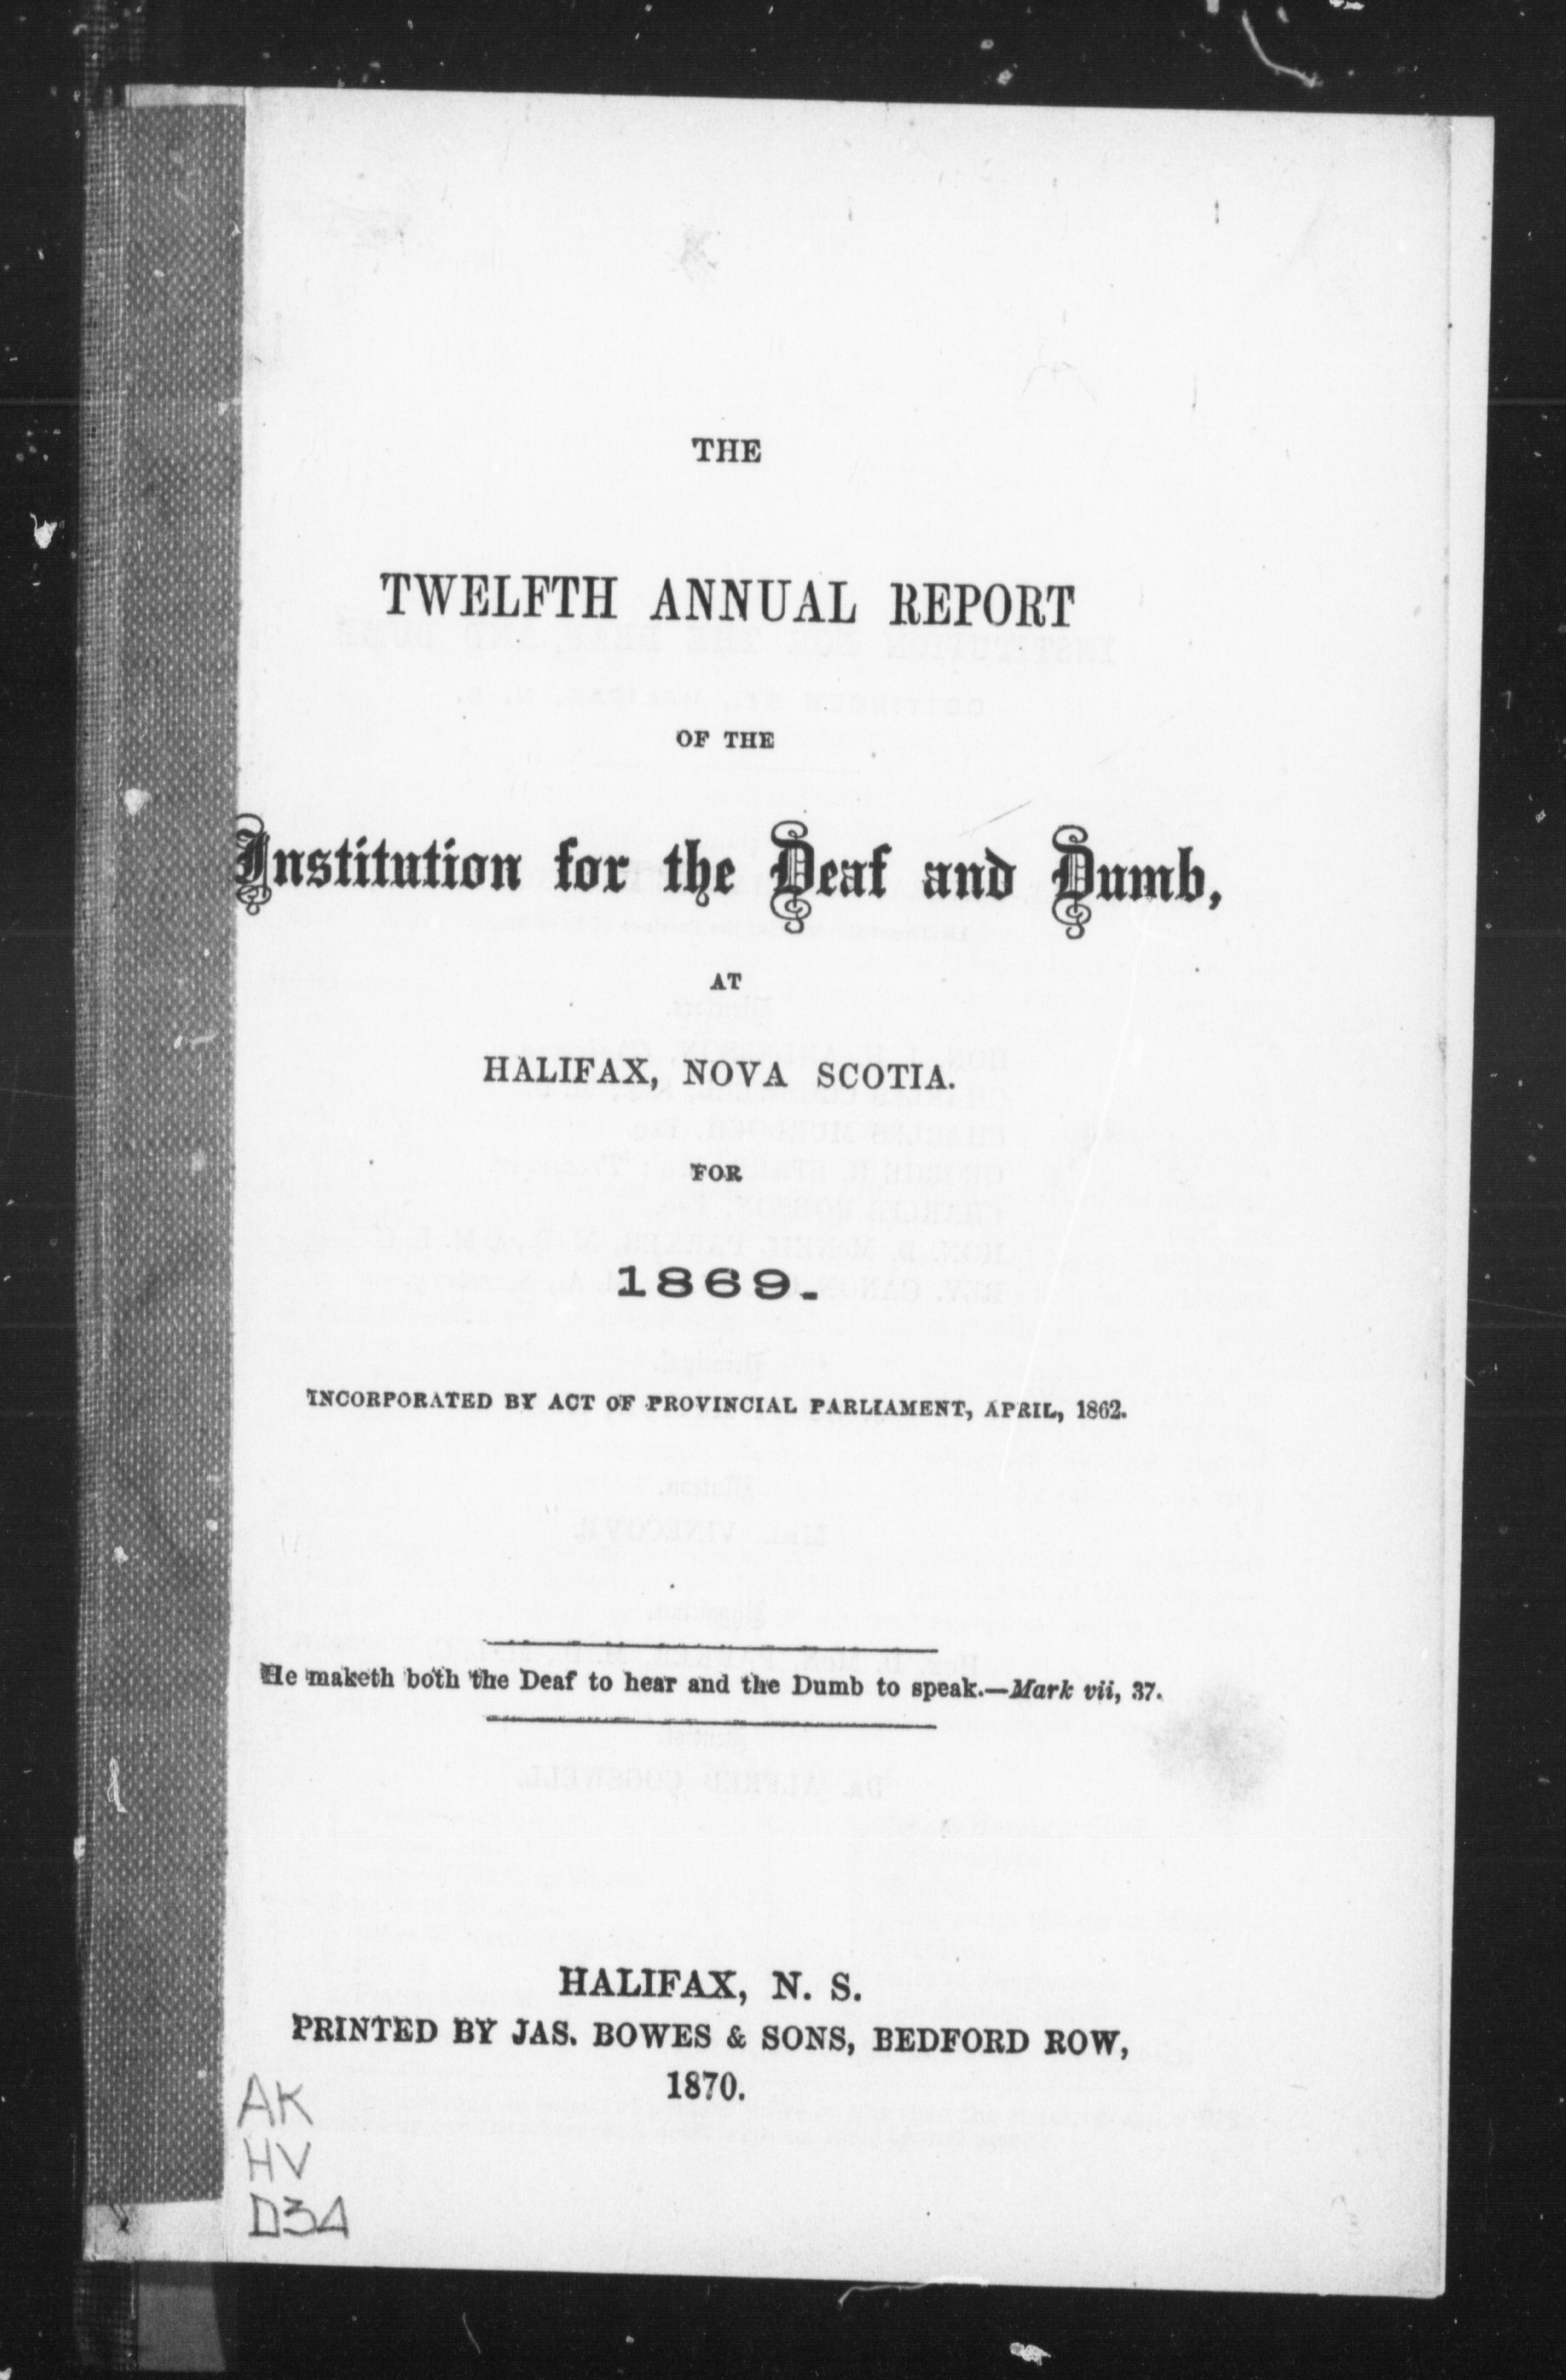 THE
TWELFTH ANNUAL REPORT
OF THE
Institution for the Deaf and Dumb,
AT
HALIFAX, NOVA SCOTIA.
FOR
1869.
INCORPORATED BY ACT OF PROVINCIAL PARLIAMENT, APRIL, 1862.
He maketh both the Deaf to hear and the Dumb to speak.—Mark vii, 37.
HALIFAX, N. S.
PRINTED BY JAS. BOWES & SONS, BEDFORD ROW,
1870.
AK
HV
D34